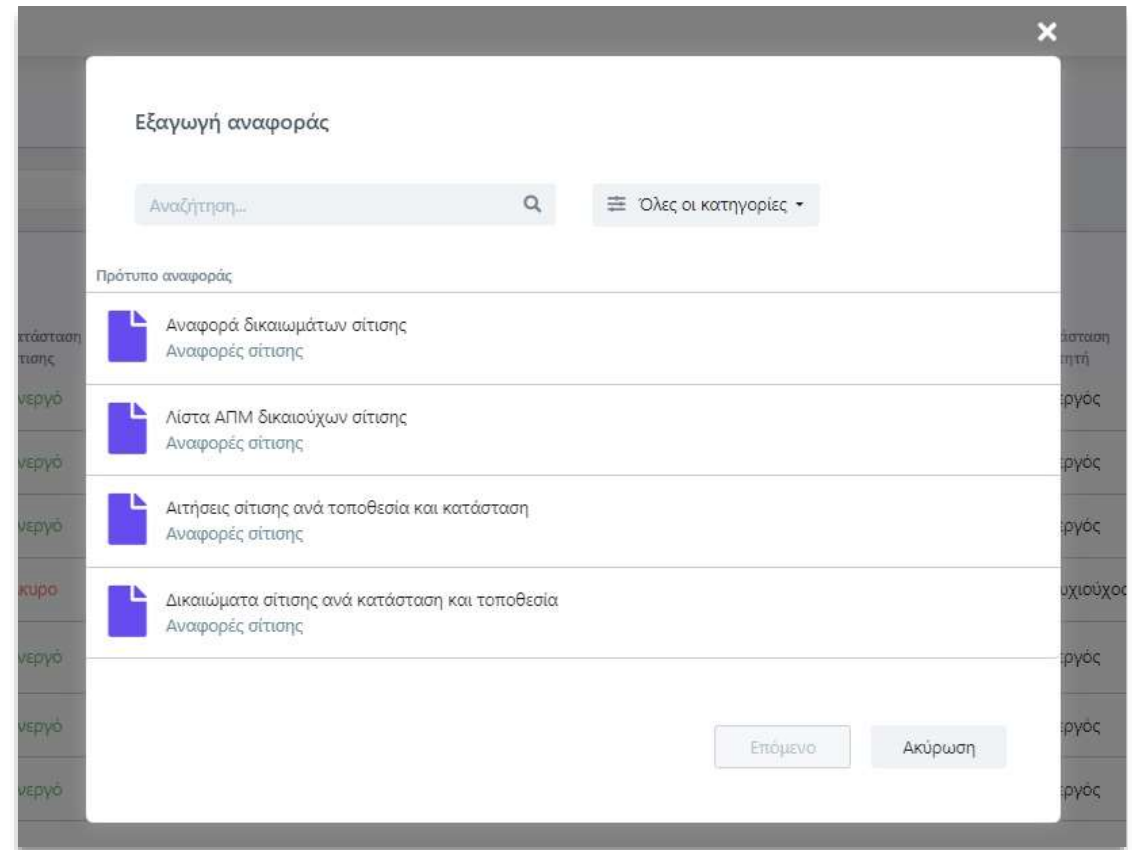 Εξαγωγή αναφοράς
Αναζήτηση...
Όλες οι κατηγορίες
Πρότυπο αναφοράς
Αναφορά δικαιωμάτων σίτισης
Αναφορές σίτισης
Λίστα ΑΠΜ δικαιούχων σίτισης
Αναφορές σίτισης
Αιτήσεις σίτισης ανά τοποθεσία και κατάσταση
Αναφορές σίτισης
Δικαιώματα σίτισης ανά κατάσταση και τοποθεσία
Αναφορές σίτισης
Επόμενο Ακύρωση